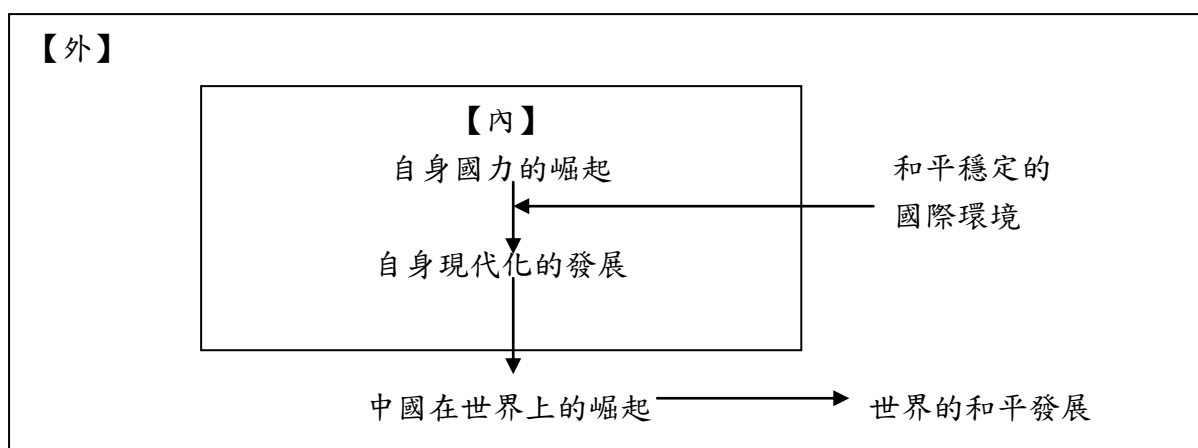 【外】
【內】
自身國力的崛起
和平穩定的
國際環境
自身現代化的發展
中國在世界上的崛起
世界的和平發展